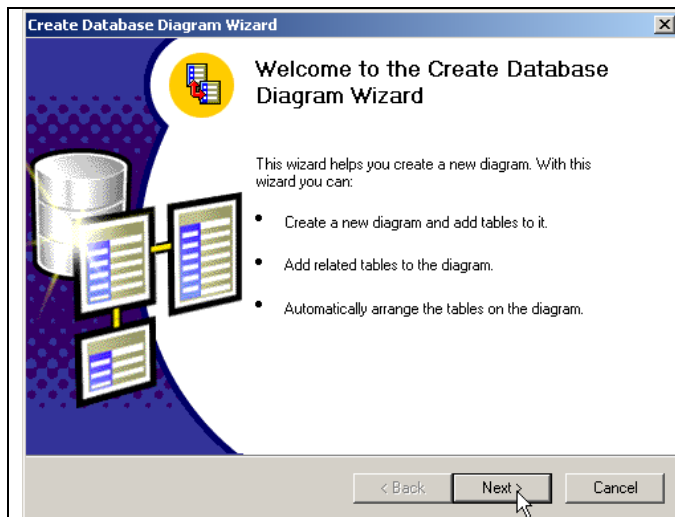 Create Database Diagram Wizard
Welcome to the Create Database
Diagram Wizard
This wizard helps you create a new diagram. With this
wizard you can:
• Create a new diagram and add tables to it.
• Add related tables to the diagram.
• Automatically arrange the tables on the diagram.
< Back Next > Cancel